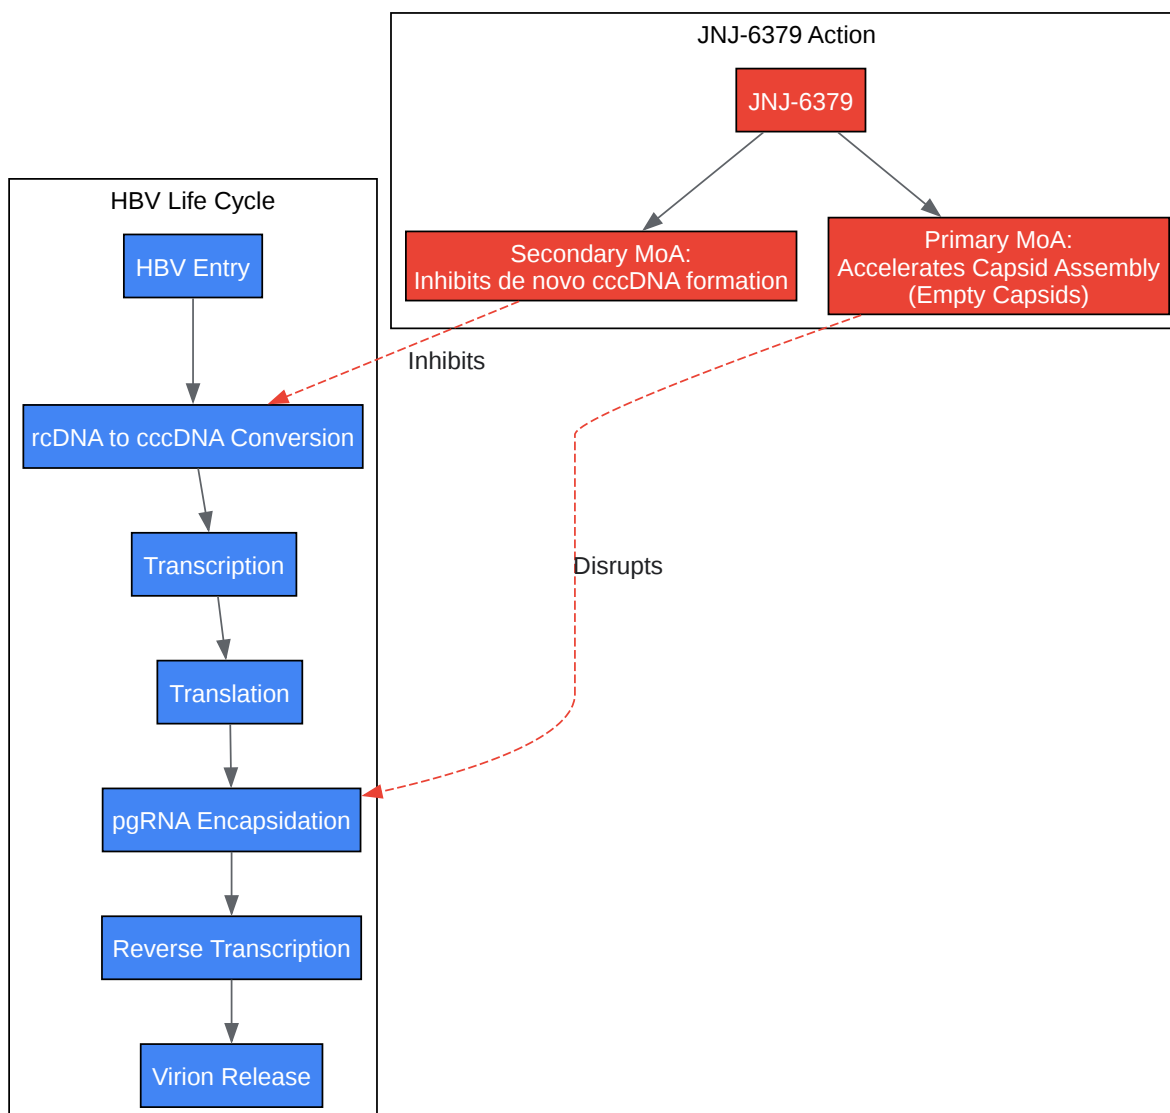 JNJ-6379 Action
JNJ-6379
Secondary MoA:
Inhibits de novo cccDNA formation
Primary MoA:
Accelerates Capsid Assembly
(Empty Capsids)
HBV Life Cycle
HBV Entry
Inhibits
rcDNA to cccDNA Conversion
Transcription
Disrupts
Translation
pgRNA Encapsidation
Reverse Transcription
Virion Release